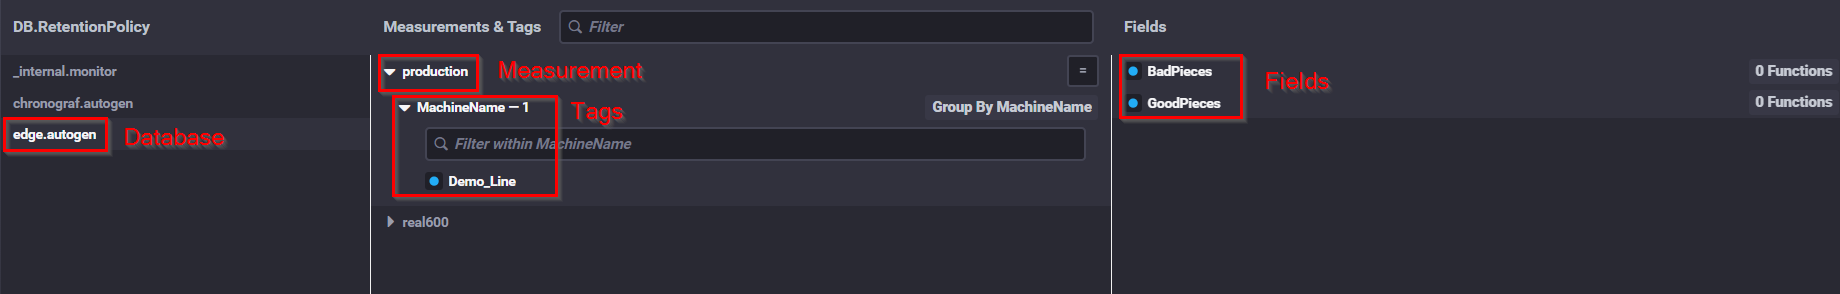 DB.RetentionPolicy
_internal.monitor
chronograf.autogen
edge.autogen
Database
Measurements & Tags
Filter
production
Measurement
=
MachineName — 1
Tags
Group By MachineName
Filter within MachineName
Demo_Line
real600
Fields
BadPieces
0 Functions
Fields
GoodPieces
0 Functions